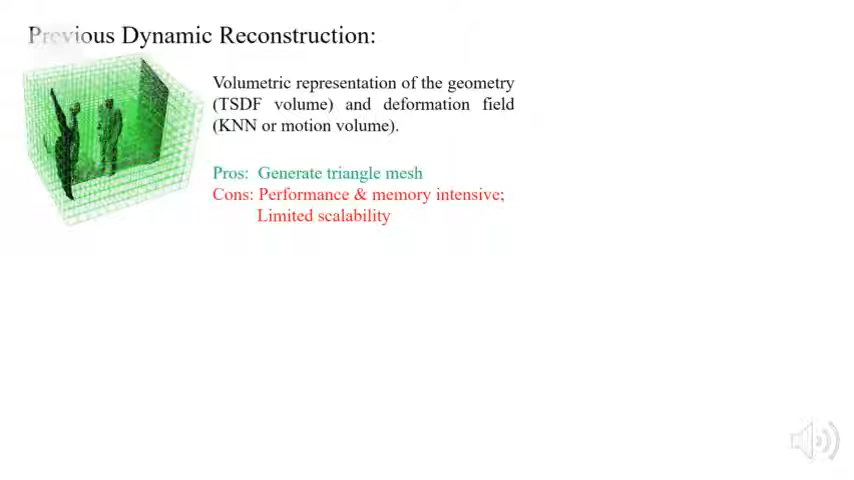 Previous Dynamic Reconstruction:
Volumetric representation of the geometry
(TSDF volume) and deformation field
(KNN or motion volume).
Pros: Generate triangle mesh
Cons: Performance & memory intensive;
Limited scalability